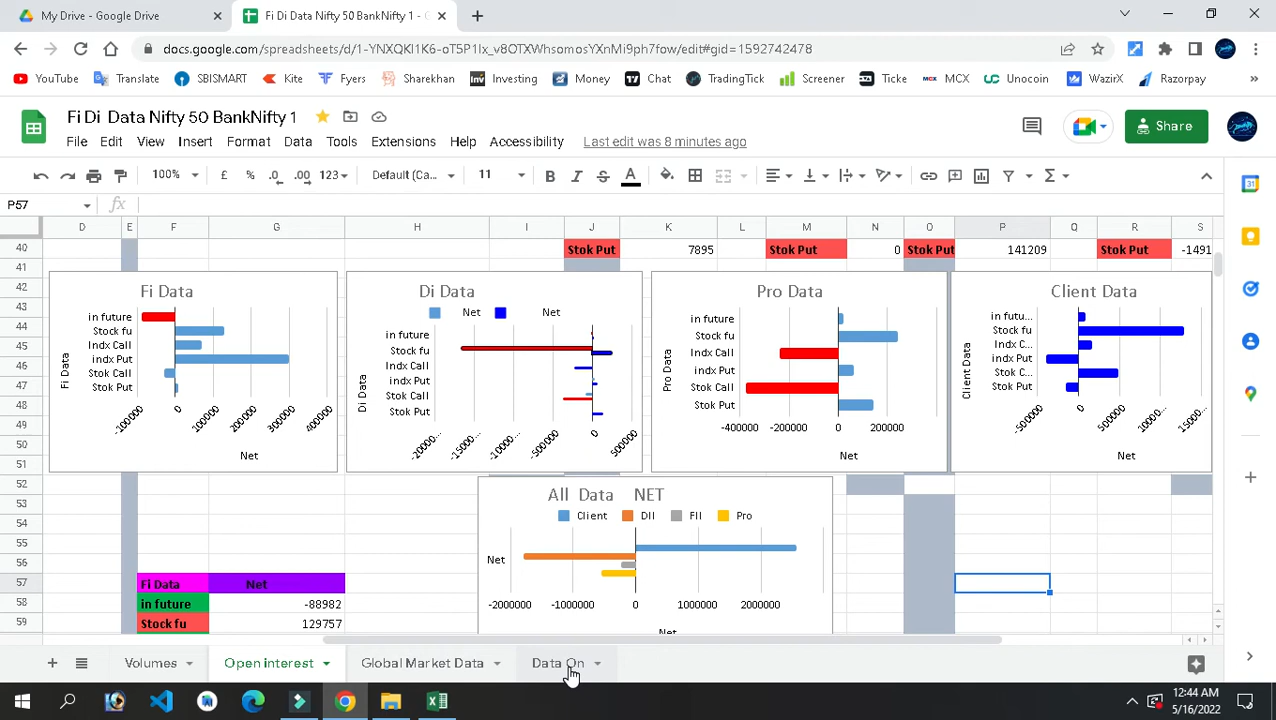 My Drive - Google Drive
Fi Di Data Nifty 50 BankNifty 1 - G
docs.google.com/spreadsheets/d/1-YNXQKl1K6-oT5P1Ix_v8OTXWhsomosYXnMi9ph7fow/edit#gid=1592742478
YouTube Translate SBISMART Kite Fyers Sharekhan Investing Money Chat TradingTick Screener Ticke MCX Unocoin WazirX Razorpay
Fi Di Data Nifty 50 BankNifty 1
Share
File Edit View Insert Format Data Tools Extensions Help Accessibility Last edit was 8 minutes ago
100% £ % .0 .00 123 Default (Ca... 11
P57
D E F G H I J K L M N O P Q R S
40 Stok Put 7895 Stok Put 0 Stok Put 141209 Stok Put -1491
41
42
43
44
45
46
47
48
49
50
51
52
53
54
55
56
57
58
59
Fi Data
in future
Stock fu
Indx Call
indx Put
Stok Call
Stok Put
Fi Data
-100000 0 100000 200000 300000 400000
Net
Di Data
Net Net
in future
Stock fu
Indx Call
indx Put
Stok Call
Stok Put
Di Data
-20000... -15000... -10000... -500000 0 500000
Pro Data
in future
Stock fu
Indx Call
indx Put
Stok Call
Stok Put
Pro Data
-400000 -200000 0 200000
Net
Client Data
in futu...
Stock fu
Indx C...
indx Put
Stok C...
Stok Put
Client Data
-500000 0 500000 10000... 15000...
Net
All Data NET
Client DII FII Pro
Net
-2000000 -1000000 0 1000000 2000000
Net
Fi Data Net
in future -88982
Stock fu 129757
Volumes Open interest Global Market Data Data On
12:44 AM
5/16/2022